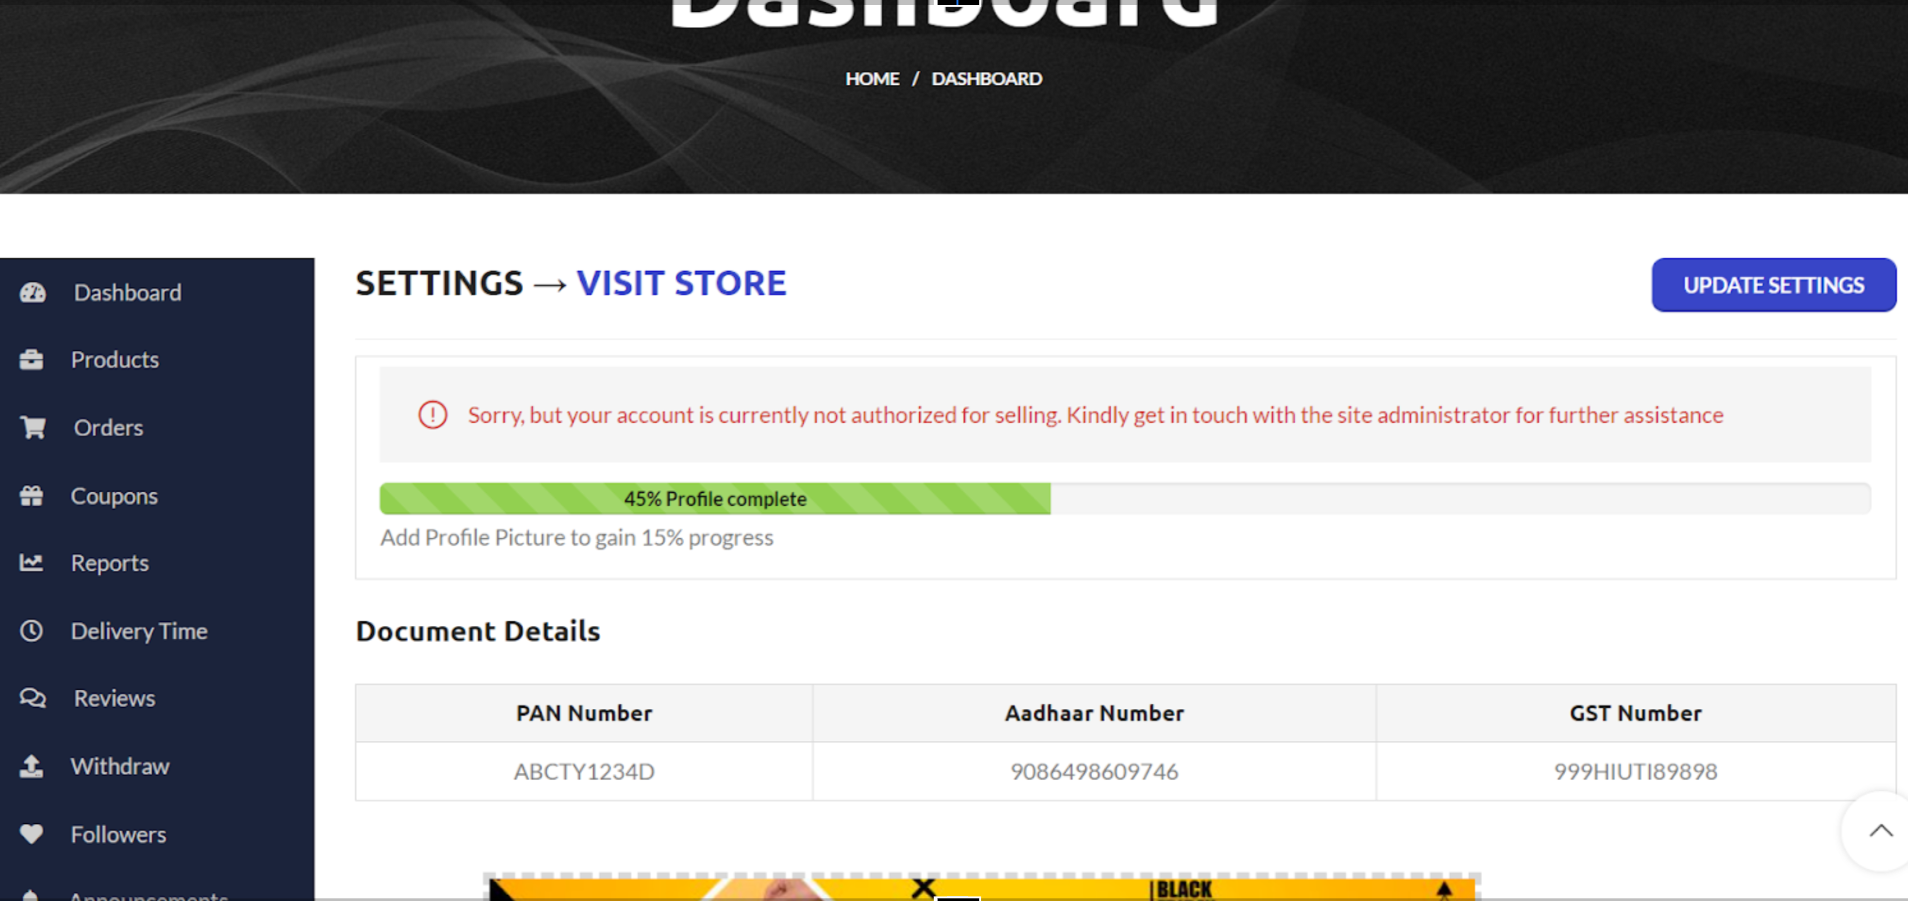 Dashboard
HOME / DASHBOARD
Dashboard
Products
Orders
Coupons
Reports
Delivery Time
Reviews
Withdraw
Followers
Announcements
SETTINGS → VISIT STORE
UPDATE SETTINGS
Sorry, but your account is currently not authorized for selling. Kindly get in touch with the site administrator for further assistance
45% Profile complete
Add Profile Picture to gain 15% progress
Document Details
PAN Number Aadhaar Number GST Number
ABCTY1234D 9086498609746 999HIUTI89898
BLACK